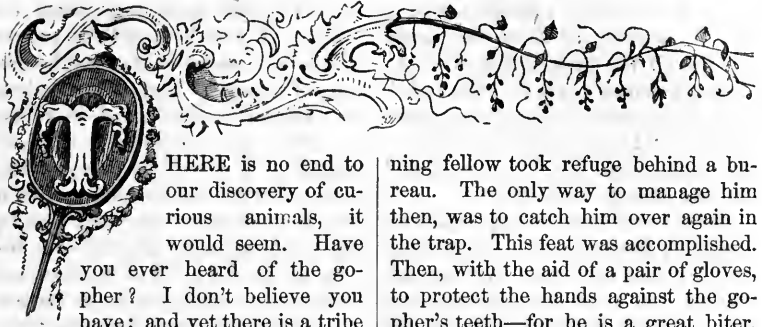 THERE is no end to
our discovery of cu-
rious animals, it
would seem. Have
you ever heard of the go-
pher? I don't believe you
have; and yet there is a tribe
ning fellow took refuge behind a bu-
reau. The only way to manage him
then, was to catch him over again in
the trap. This feat was accomplished.
Then, with the aid of a pair of gloves,
to protect the hands against the go-
pher's teeth—for he is a great biter,